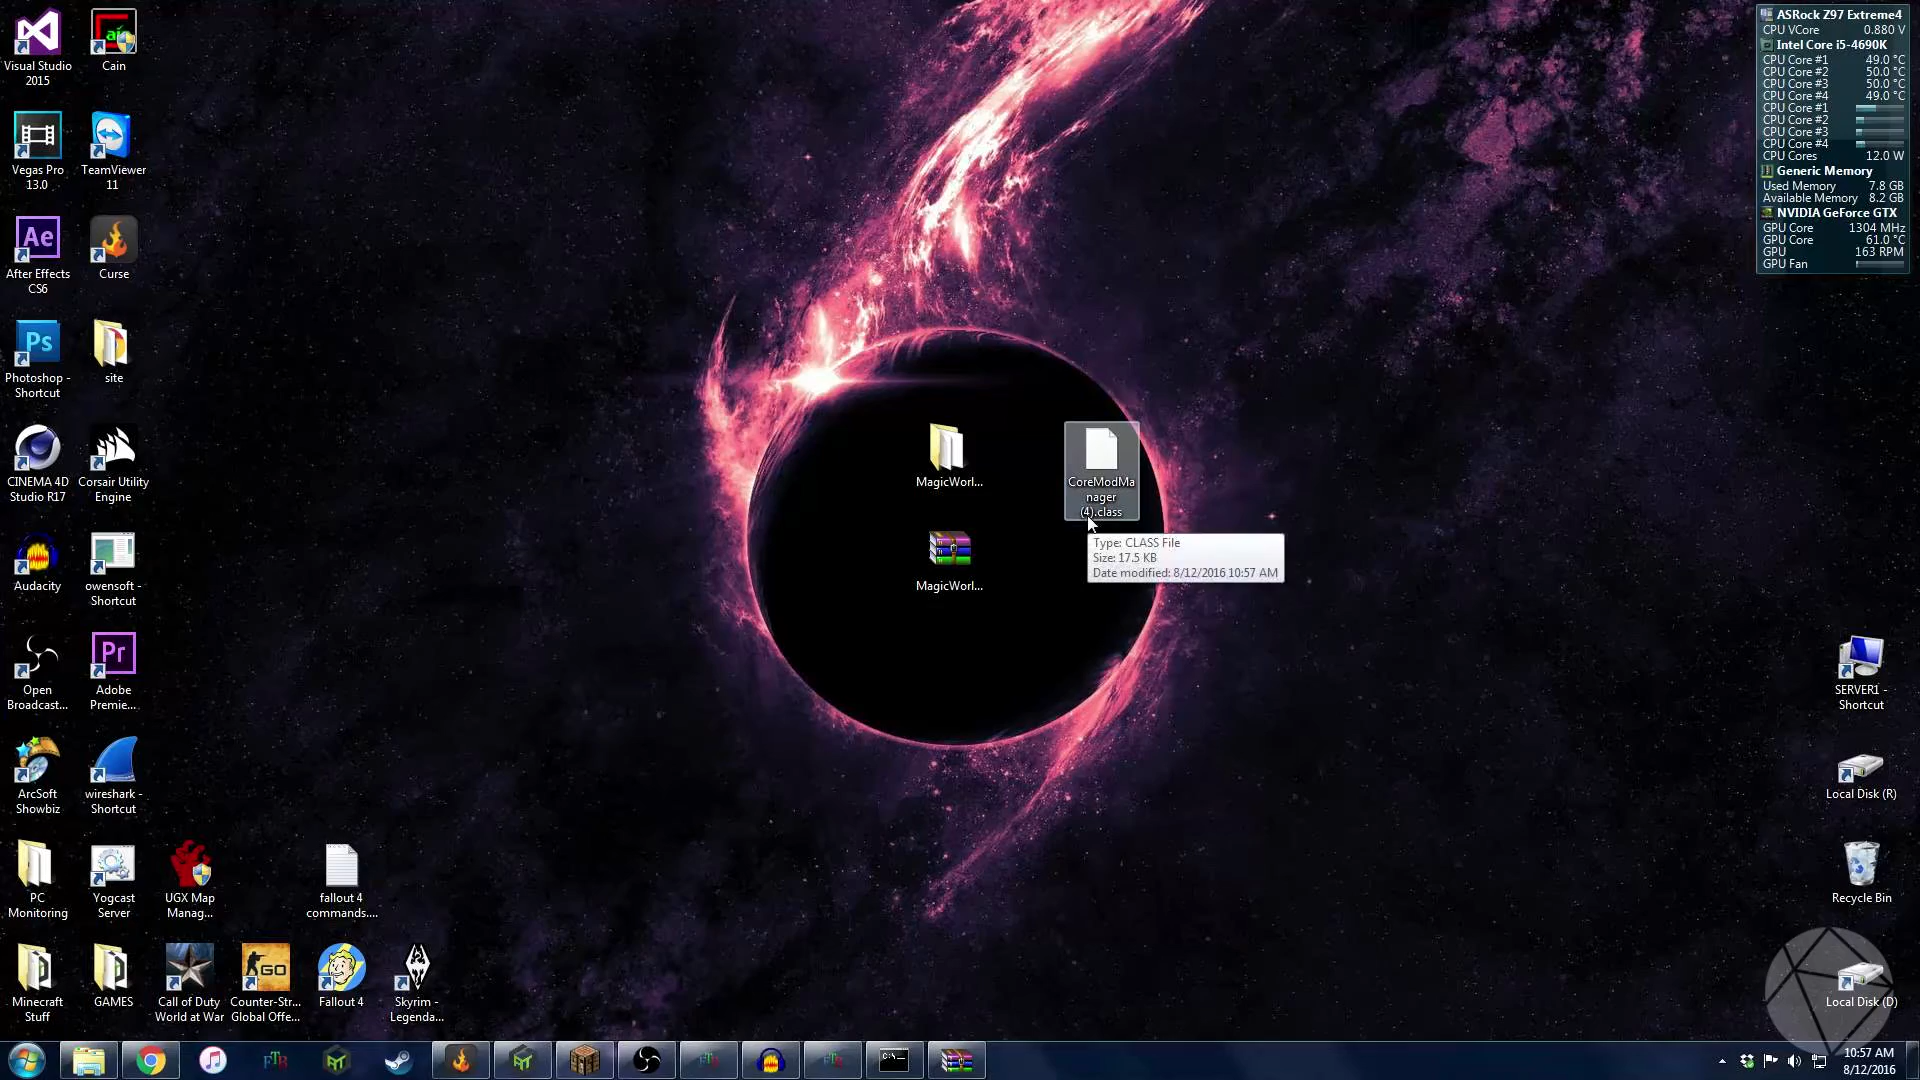 Visual Studio
2015
Cain
Vegas Pro
13.0
TeamViewer
11
Ae
After Effects
CS6
Curse
Ps
Photoshop -
Shortcut
site
CINEMA 4D
Studio R17
Corsair Utility
Engine
Audacity
owensoft -
Shortcut
Open
Broadcast...
Pr
Adobe
Premie...
ArcSoft
Showbiz
wireshark -
Shortcut
PC
Monitoring
Yogcast
Server
UGX Map
Manag...
fallout 4
commands....
Minecraft
Stuff
GAMES
Call of Duty
World at War
GO
Counter-Str...
Global Offe...
Fallout 4
Skyrim -
Legenda...
MagicWorl...
MagicWorl...
CoreModMa
nager
(4).class
Type: CLASS File
Size: 17.5 KB
Date modified: 8/12/2016 10:57 AM
ASRock Z97 Extreme4
CPU VCore 0.880 V
Intel Core i5-4690K
CPU Core #1 49.0 °C
CPU Core #2 50.0 °C
CPU Core #3 50.0 °C
CPU Core #4 49.0 °C
CPU Core #1
CPU Core #2
CPU Core #3
CPU Core #4
CPU Cores 12.0 W
Generic Memory
Used Memory 7.8 GB
Available Memory 8.2 GB
NVIDIA GeForce GTX
GPU Core 1304 MHz
GPU Core 61.0 °C
GPU 163 RPM
GPU Fan
SERVER1 -
Shortcut
Local Disk (R)
Recycle Bin
Local Disk (D)
FTB
FTB
FTB
C:\
10:57 AM
8/12/2016